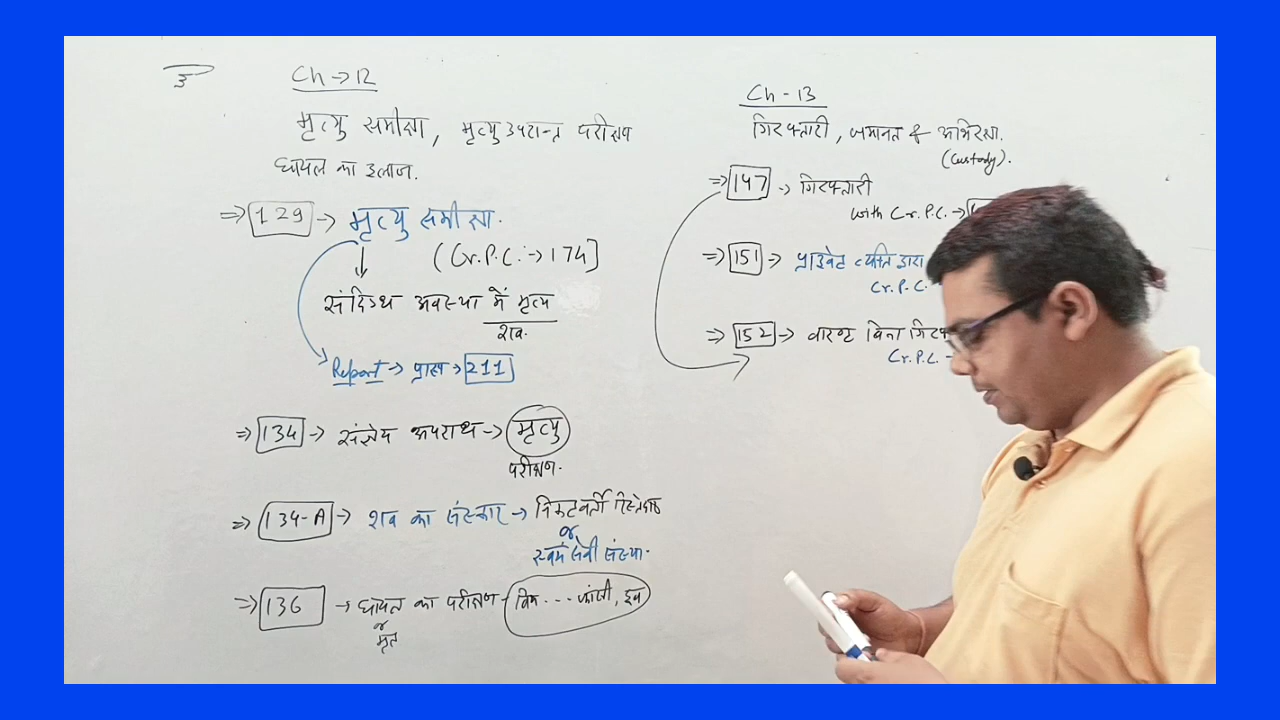 Ch → 12
मृत्यु समीक्षा, मृत्यु उपरान्त परीक्षण
घायल का इलाज.
⇒ 129 → मृत्यु समीक्षा.
(Cr.P.C. → 174]
संदिग्ध अवस्था में मृत्यु
शव.
Report → प्रारूप → 211
⇒ 134 → संज्ञेय अपराध → मृत्यु
परीक्षण.
⇒ 134-A → शव का संस्कार → निकटवर्ती रिश्तेदार
or
स्वयं सेवी संस्था.
⇒ 136 → घायल का परीक्षण - विष ... फांसी, डूब
or
मृत
Ch - 13
गिरफ्तारी, जमानत & अभिरक्षा.
(Custody).
⇒ 147 → गिरफ्तारी
with Cr.P.C. →
⇒ 151 → प्राइवेट व्यक्ति द्वारा
Cr.P.C.
⇒ 152 → वारण्ट बिना
Cr.P.C. -